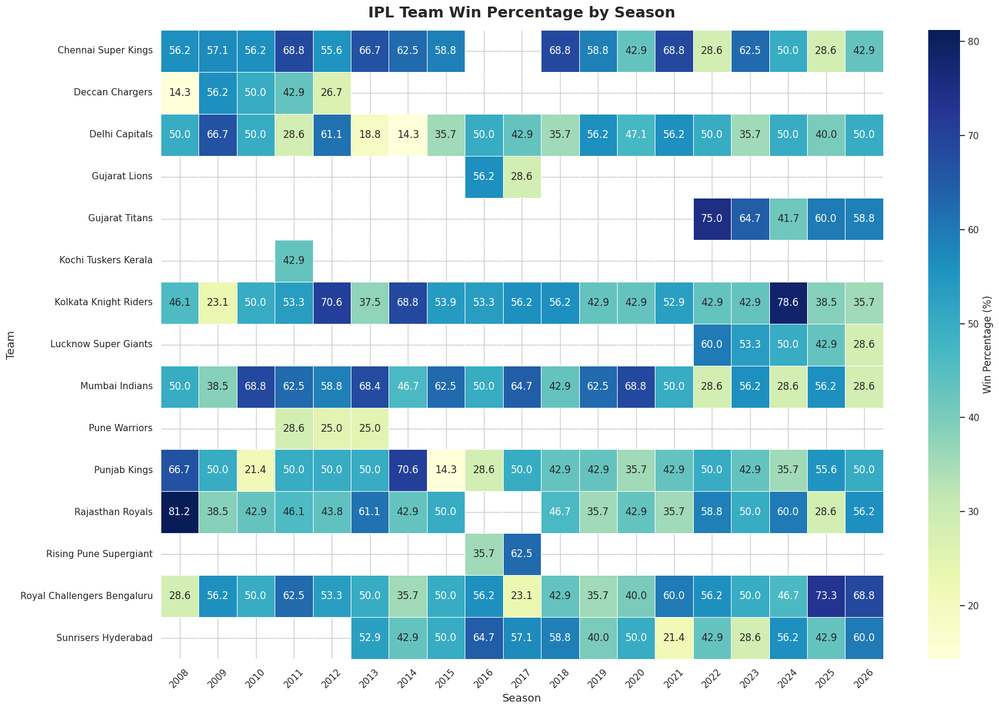 IPL Team Win Percentage by Season
Chennai Super Kings 56.2 57.1 56.2 68.8 55.6 66.7 62.5 58.8 68.8 58.8 42.9 68.8 28.6 62.5 50.0 28.6 42.9
Deccan Chargers 14.3 56.2 50.0 42.9 26.7
Delhi Capitals 50.0 66.7 50.0 28.6 61.1 18.8 14.3 35.7 50.0 42.9 35.7 56.2 47.1 56.2 50.0 35.7 50.0 40.0 50.0
Gujarat Lions 56.2 28.6
Gujarat Titans 75.0 64.7 41.7 60.0 58.8
Kochi Tuskers Kerala 42.9
Kolkata Knight Riders 46.1 23.1 50.0 53.3 70.6 37.5 68.8 53.9 53.3 56.2 56.2 42.9 42.9 52.9 42.9 42.9 78.6 38.5 35.7
Lucknow Super Giants 60.0 53.3 50.0 42.9 28.6
Mumbai Indians 50.0 38.5 68.8 62.5 58.8 68.4 46.7 62.5 50.0 64.7 42.9 62.5 68.8 50.0 28.6 56.2 28.6 56.2 28.6
Pune Warriors 28.6 25.0 25.0
Punjab Kings 66.7 50.0 21.4 50.0 50.0 50.0 70.6 14.3 28.6 50.0 42.9 42.9 35.7 42.9 50.0 42.9 35.7 55.6 50.0
Rajasthan Royals 81.2 38.5 42.9 46.1 43.8 61.1 42.9 50.0 46.7 35.7 42.9 35.7 58.8 50.0 60.0 28.6 56.2
Rising Pune Supergiant 35.7 62.5
Royal Challengers Bengaluru 28.6 56.2 50.0 62.5 53.3 50.0 35.7 50.0 56.2 23.1 42.9 35.7 40.0 60.0 56.2 50.0 46.7 73.3 68.8
Sunrisers Hyderabad 52.9 42.9 50.0 64.7 57.1 58.8 40.0 50.0 21.4 42.9 28.6 56.2 42.9 60.0
2008 2009 2010 2011 2012 2013 2014 2015 2016 2017 2018 2019 2020 2021 2022 2023 2024 2025 2026
Season
Team
80
70
60
50
40
30
20
Win Percentage (%)